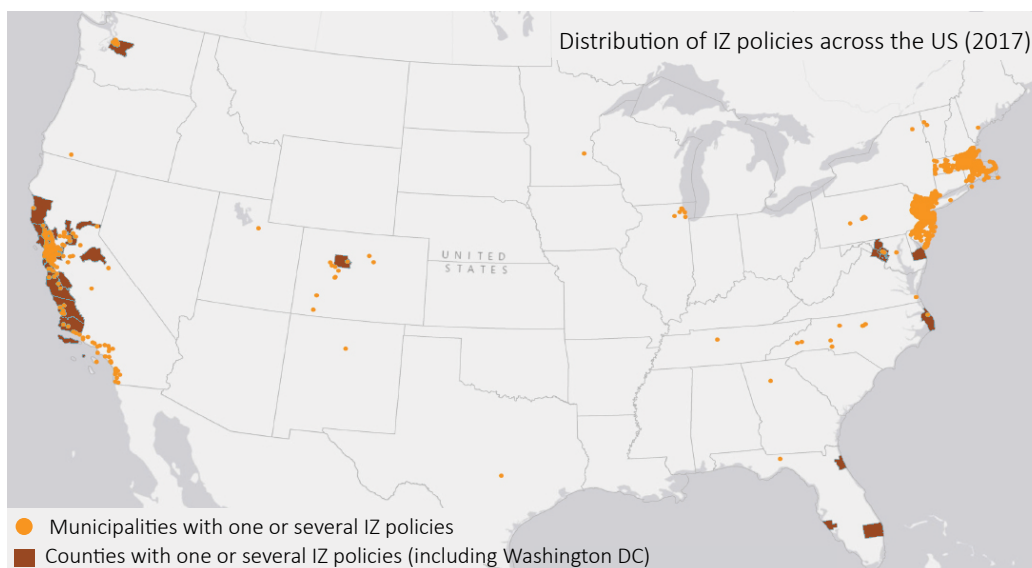 Distribution of IZ policies across the US (2017)
UNITED
STATES
Municipalities with one or several IZ policies
Counties with one or several IZ policies (including Washington DC)